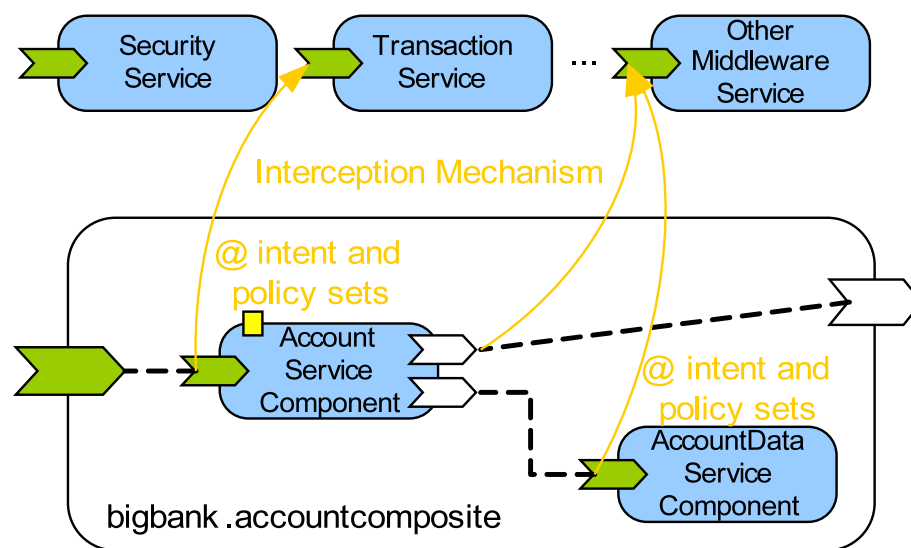 Security
Service
Transaction
Service
...
Other
Middleware
Service
Interception Mechanism
@ intent and
policy sets
Account
Service
Component
@ intent and
policy sets
AccountData
Service
Component
bigbank.accountcomposite